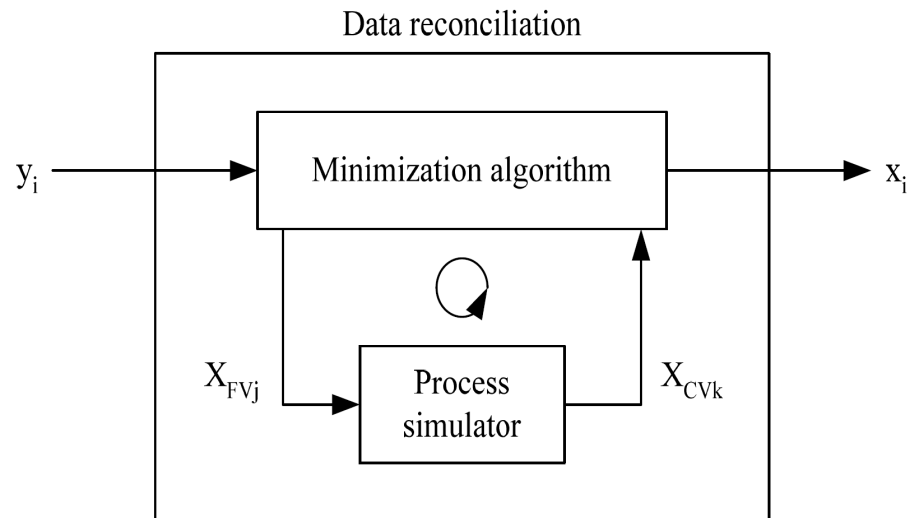 Data reconciliation
y_i
Minimization algorithm
x_i
X_FVj
Process
simulator
X_CVk